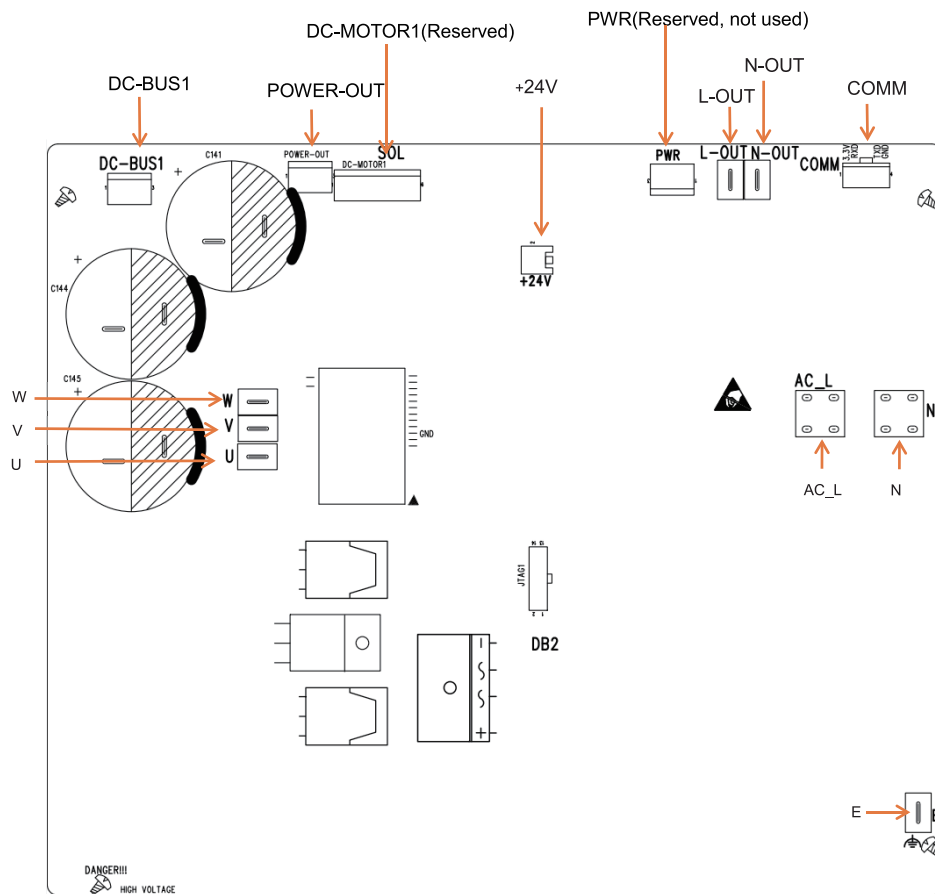 DC-MOTOR1(Reserved)
PWR(Reserved, not used)
N-OUT
DC-BUS1
POWER-OUT
+24V
L-OUT
COMM
DC-BUS1
C141
POWER-OUT
SOL
DC-MOTOR1
PWR
L-OUT
N-OUT
COMM
3.3V
RXD
TXD
GND
+24V
C144
C145
W
V
U
W
V
U
GND
AC_L
N
AC_L
N
JTAG1
DB2
E
DANGER!!!
HIGH VOLTAGE